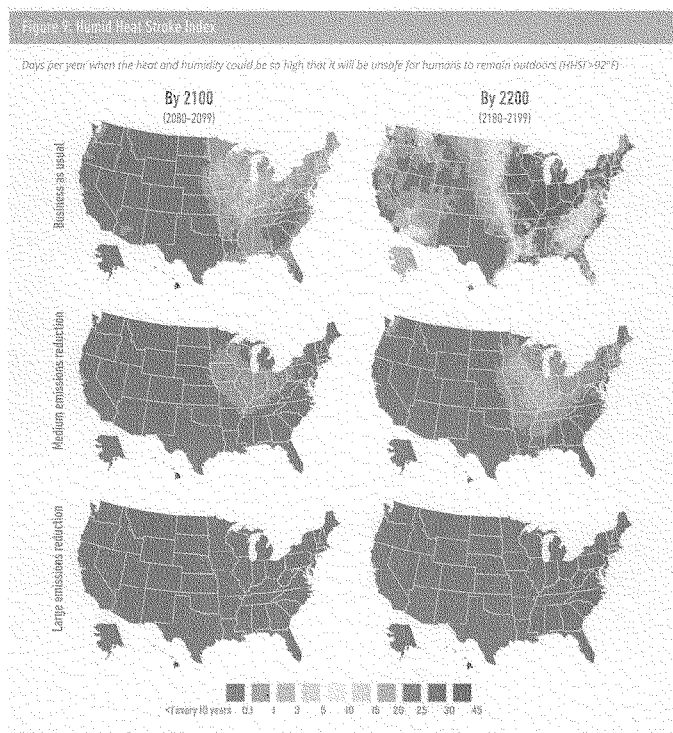 Figure 9: Humid Heat Stroke Index
Days per year when the heat and humidity could be so high that it will be unsafe for humans to remain outdoors (HHSI >92°F)
By 2100
(2080-2099)
By 2200
(2180-2199)
Business as usual
Medium emissions reduction
Large emissions reduction
<1 every 10 years 0.1 1 3 5 10 15 20 25 30 45